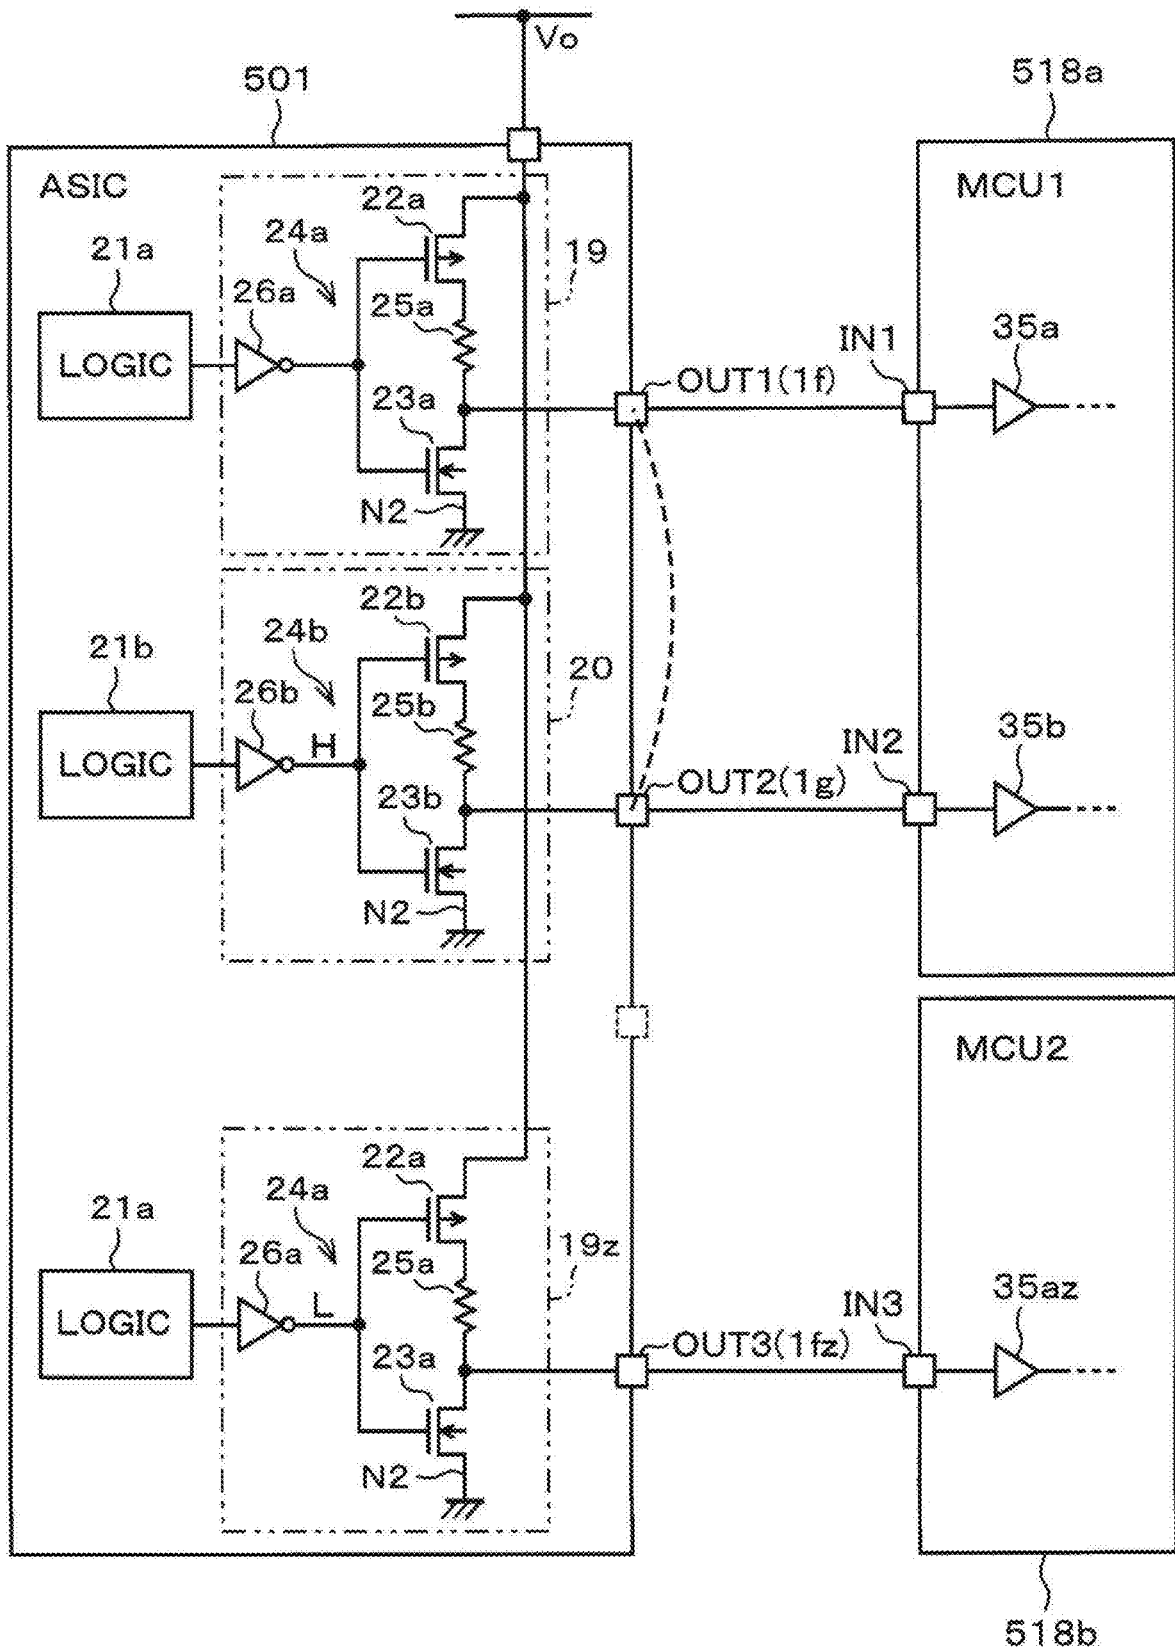 Vo
501
518a
ASIC
MCU1
22a
24a
19
21a
26a
25a
35a
LOGIC
IN1
OUT1(1f)
23a
N2
22b
24b
21b
20
26b
25b
35b
H
IN2
LOGIC
OUT2(1g)
23b
N2
MCU2
22a
24a
21a
26a
19z
25a
35az
L
IN3
LOGIC
OUT3(1fz)
23a
N2
518b